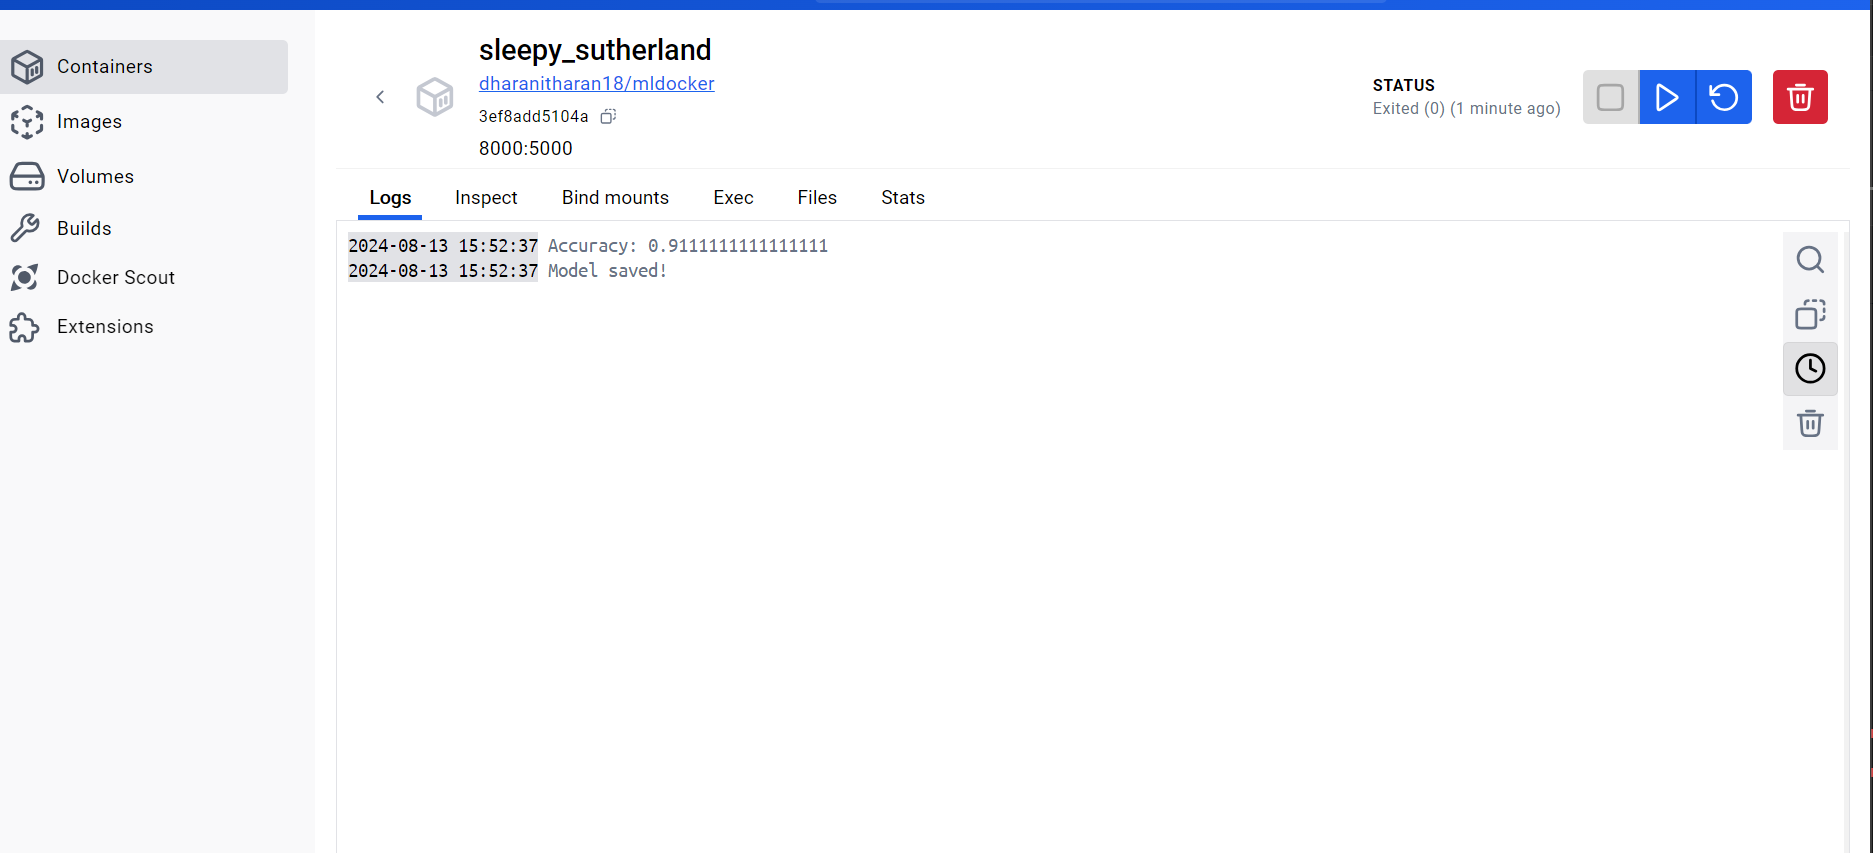 Containers
Images
Volumes
Builds
Docker Scout
Extensions
sleepy_sutherland
dharanitharan18/mldocker
3ef8add5104a
8000:5000
STATUS
Exited (0) (1 minute ago)
Logs Inspect Bind mounts Exec Files Stats
2024-08-13 15:52:37 Accuracy: 0.9111111111111111
2024-08-13 15:52:37 Model saved!